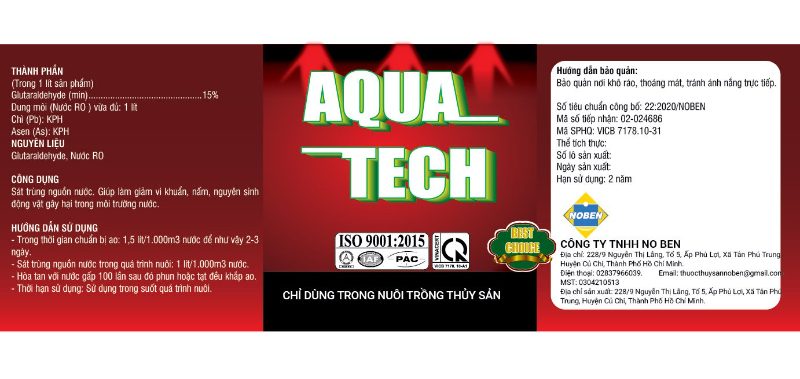 THÀNH PHẦN
(Trong 1 lít sản phẩm)
Glutaraldehyde (min)..............................................15%
Dung môi (Nước RO ) vừa đủ: 1 lít
Chì (Pb): KPH
Asen (As): KPH
NGUYÊN LIỆU
Glutaraldehyde, Nước RO
CÔNG DỤNG
Sát trùng nguồn nước. Giúp làm giảm vi khuẩn, nấm, nguyên sinh
động vật gây hại trong môi trường nước.
HƯỚNG DẪN SỬ DỤNG
- Trong thời gian chuẩn bị ao: 1,5 lít/1.000m3 nước để như vậy 2-3
ngày.
- Sát trùng nguồn nước trong quá trình nuôi: 1 lít/1.000m3 nước.
- Hòa tan với nước gấp 100 lần sau đó phun hoặc tạt đều khắp ao.
- Thời hạn sử dụng: Sử dụng trong suốt quá trình nuôi.
AQUA
TECH
ISO 9001:2015
IAF
PAC
VINACERT
VICB 7178.10-A1
BEST
CHOICE
CHỈ DÙNG TRONG NUÔI TRỒNG THỦY SẢN
Hướng dẫn bảo quản:
Bảo quản nơi khô ráo, thoáng mát, tránh ánh nắng trực tiếp.
Số tiêu chuẩn công bố: 22:2020/NOBEN
Mã số tiếp nhận: 02-024686
Mã SPHQ: VICB 7178.10-31
Thể tích thực:
Số lô sản xuất:
Ngày sản xuất:
Hạn sử dụng: 2 năm
NOBEN
CÔNG TY TNHH NO BEN
Địa chỉ: 228/9 Nguyễn Thị Lắng, Tổ 5, Ấp Phú Lợi, Xã Tân Phú Trung,
Huyện Củ Chi, Thành Phố Hồ Chí Minh.
Điện thoại: 02837966039. Email: thuocthuysannoben@gmail.com
MST: 0304210513
Địa chỉ sản xuất: 228/9 Nguyễn Thị Lắng, Tổ 5, Ấp Phú Lợi, Xã Tân Phú
Trung, Huyện Củ Chi, Thành Phố Hồ Chí Minh.